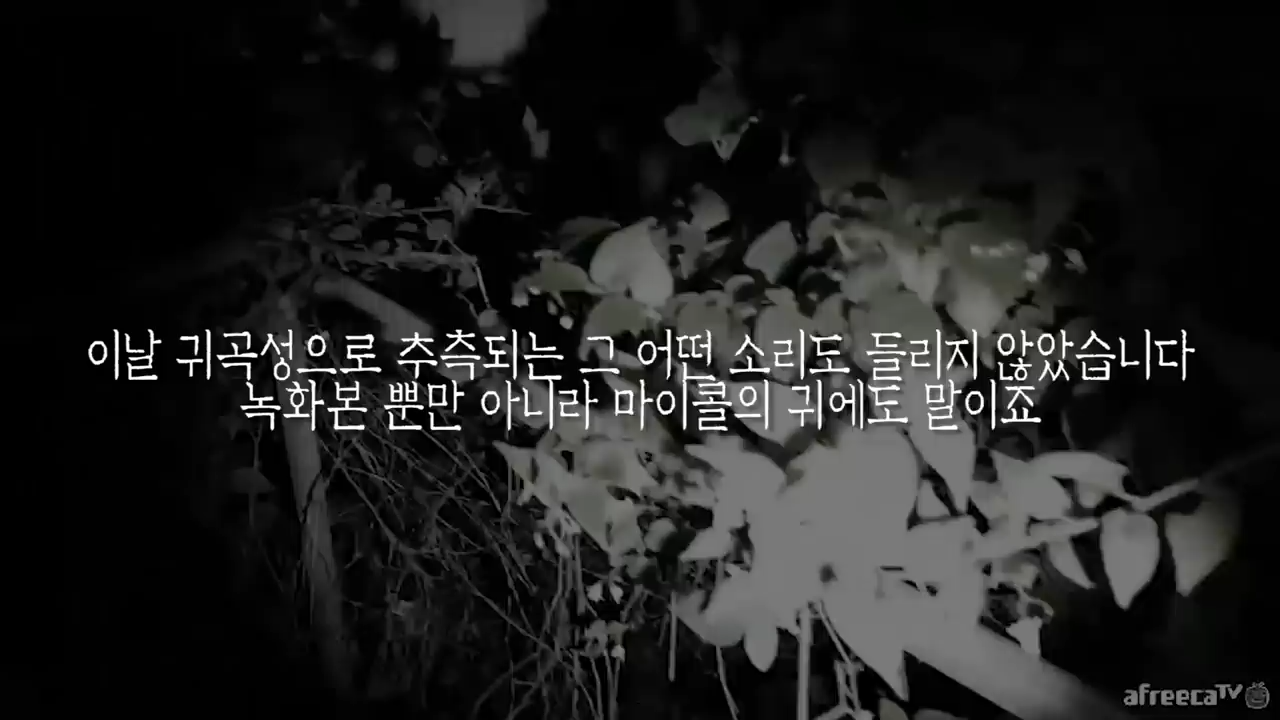 이날 귀곡성으로 추측되는 그 어떤 소리도 들리지 않았습니다
녹화본 뿐만 아니라 마이콜의 귀에도 말이죠
afreecaTV